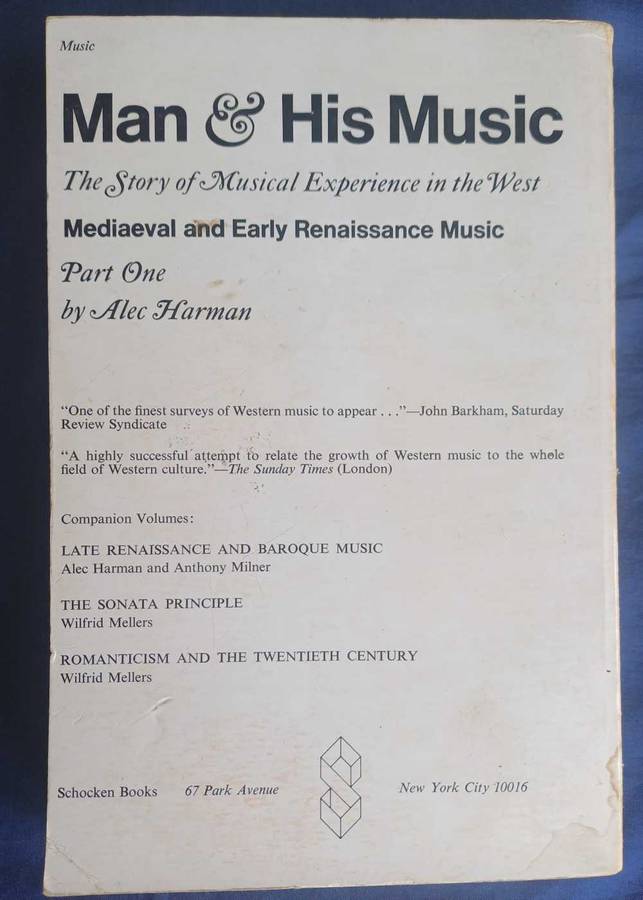 Music
Man & His Music
The Story of Musical Experience in the West
Mediaeval and Early Renaissance Music
Part One
by Alec Harman
“One of the finest surveys of Western music to appear . . .”—John Barkham, Saturday
Review Syndicate
“A highly successful attempt to relate the growth of Western music to the whole
field of Western culture.”—The Sunday Times (London)
Companion Volumes:
LATE RENAISSANCE AND BAROQUE MUSIC
Alec Harman and Anthony Milner
THE SONATA PRINCIPLE
Wilfrid Mellers
ROMANTICISM AND THE TWENTIETH CENTURY
Wilfrid Mellers
Schocken Books 67 Park Avenue New York City 10016